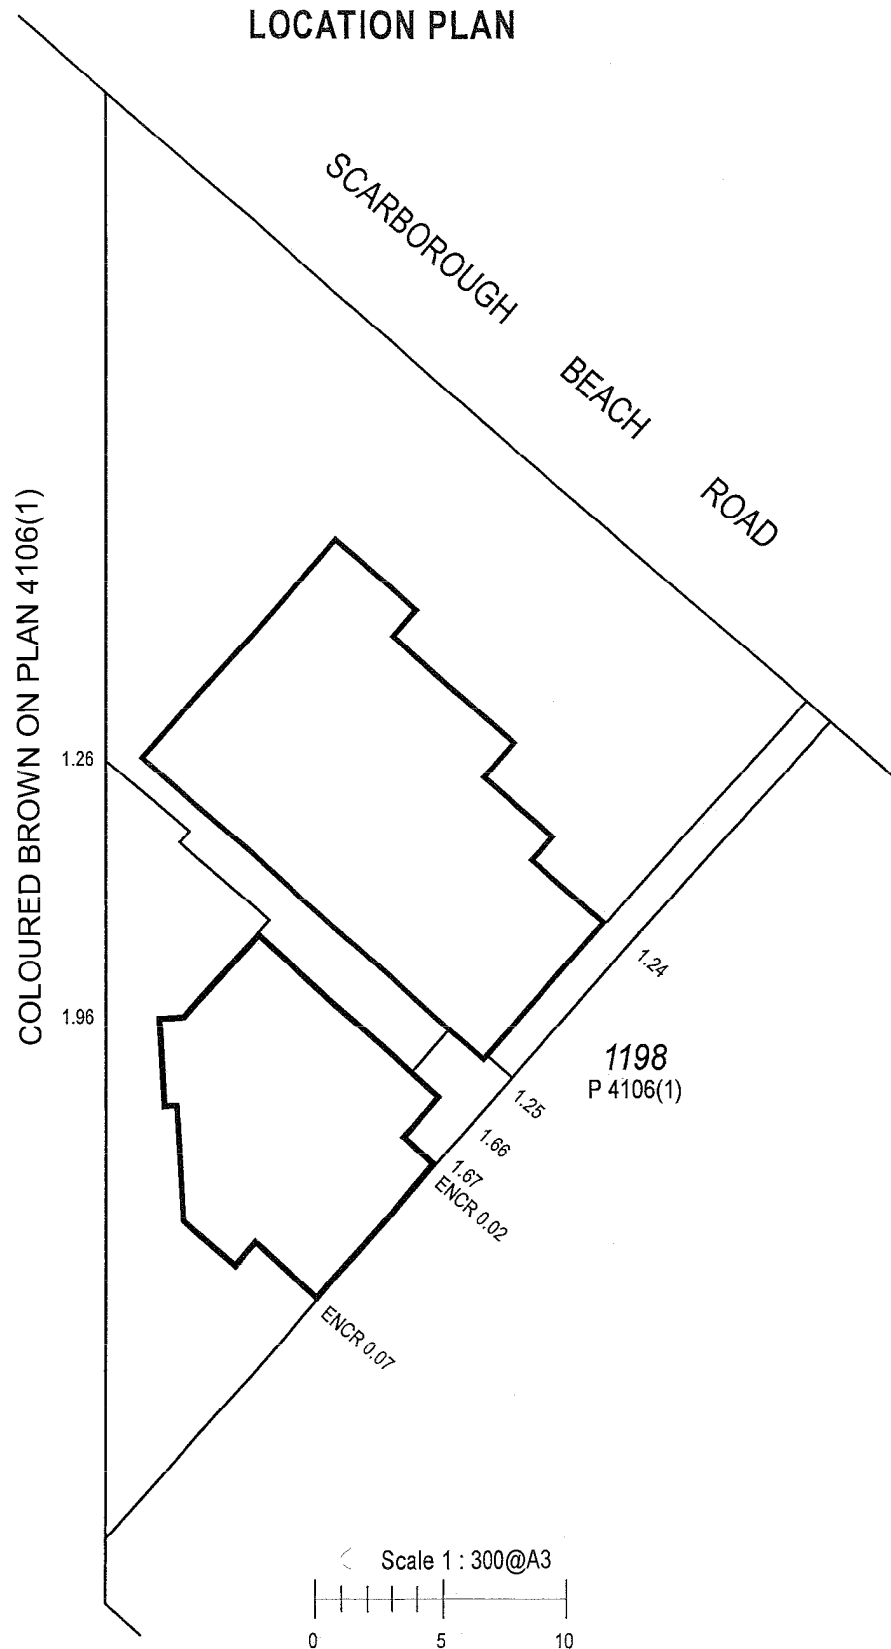 LOCATION PLAN
SCARBOROUGH BEACH ROAD
COLOURED BROWN ON PLAN 4106(1)
1.26
1.96
1.24
1198
P 4106(1)
1.25
1.66
1.67
ENCR 0.02
ENCR 0.07
Scale 1 : 300@A3
0 5 10